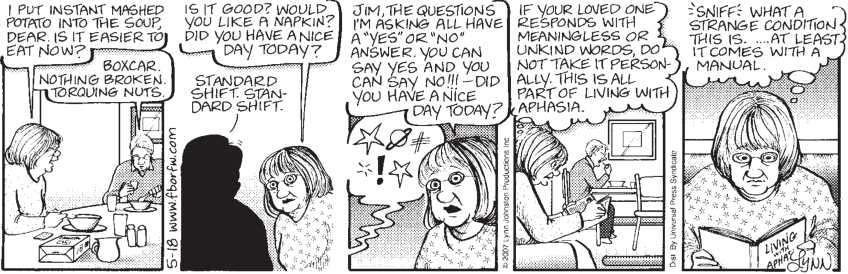 I PUT INSTANT MASHED
POTATO INTO THE SOUP,
DEAR. IS IT EASIER TO
EAT NOW?
BOXCAR.
NOTHING BROKEN.
TORQUING NUTS.
5-18 www.fborfw.com
IS IT GOOD? WOULD
YOU LIKE A NAPKIN?
DID YOU HAVE A NICE
DAY TODAY?
STANDARD
SHIFT. STAN-
DARD SHIFT.
JIM, THE QUESTIONS
I'M ASKING ALL HAVE
A "YES" OR "NO"
ANSWER. YOU CAN
SAY YES AND YOU
CAN SAY NO!!! — DID
YOU HAVE A NICE
DAY TODAY?
#
!
© 2007 Lynn Johnston Productions Inc.
IF YOUR LOVED ONE
RESPONDS WITH
MEANINGLESS OR
UNKIND WORDS, DO
NOT TAKE IT PERSON-
ALLY. THIS IS ALL
PART OF LIVING WITH
APHASIA.
Dist. By Universal Press Syndicate
SNIFF WHAT A
STRANGE CONDITION
THIS IS. ....AT LEAST
IT COMES WITH A
MANUAL.
LIVING
APHAS
LYNN